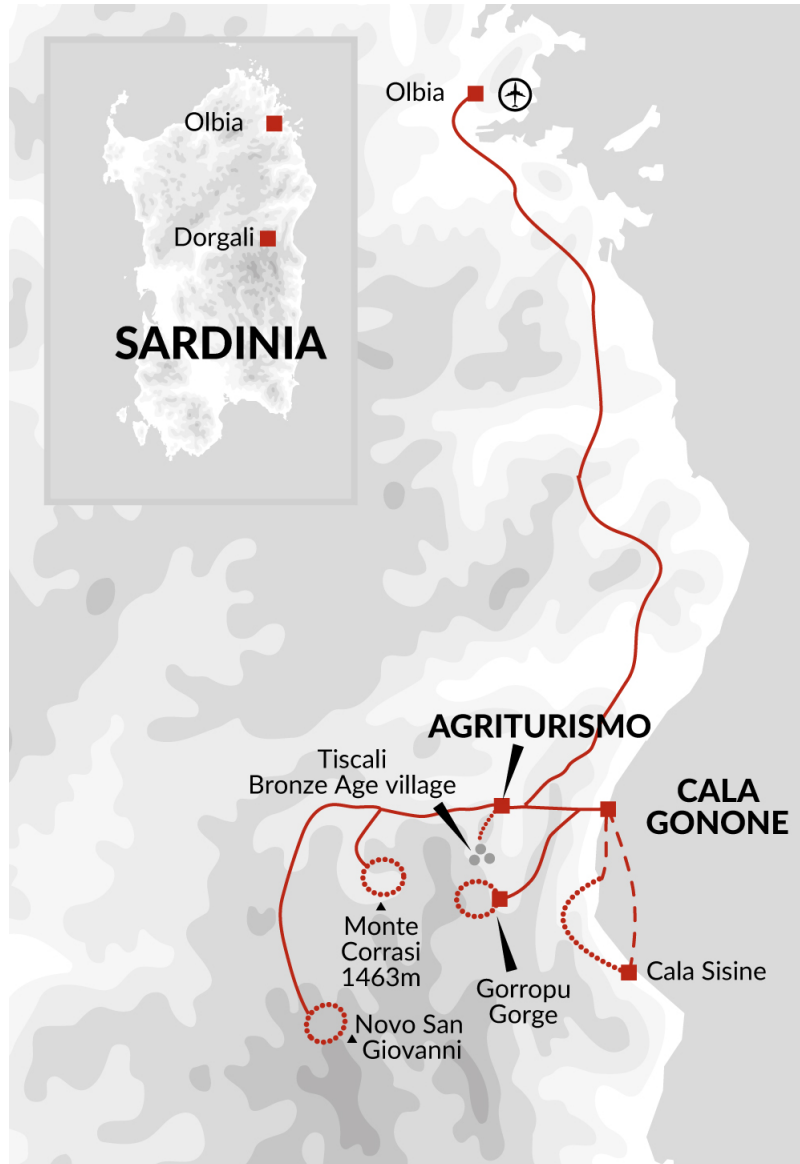 Olbia
Olbia
Dorgali
SARDINIA
AGRITURISMO
Tiscali
Bronze Age village
CALA
GONONE
Monte
Corrasi
1463m
Cala Sisine
Gorropu
Gorge
Novo San
Giovanni